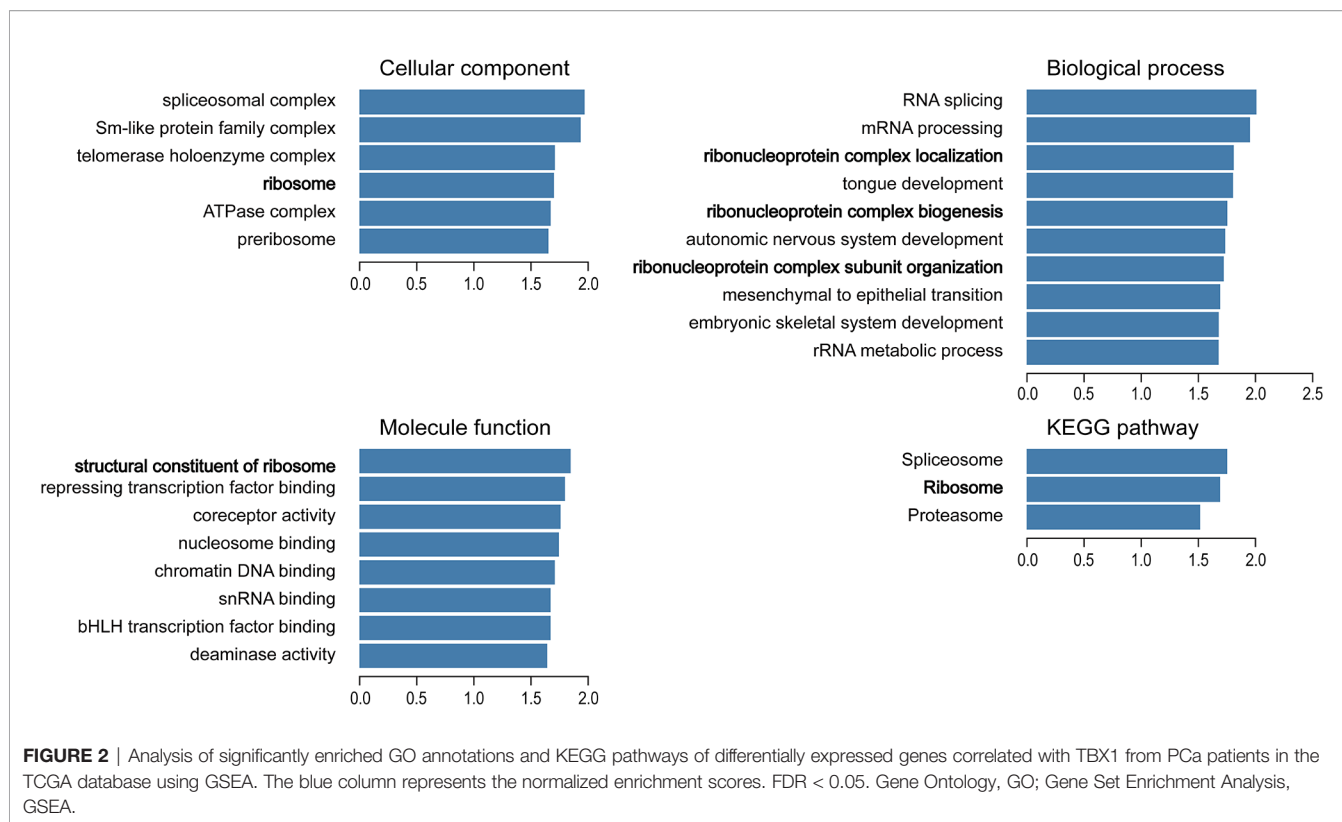 Cellular component
spliceosomal complex
Sm-like protein family complex
telomerase holoenzyme complex
ribosome
ATPase complex
preribosome
0.0 0.5 1.0 1.5 2.0
Biological process
RNA splicing
mRNA processing
ribonucleoprotein complex localization
tongue development
ribonucleoprotein complex biogenesis
autonomic nervous system development
ribonucleoprotein complex subunit organization
mesenchymal to epithelial transition
embryonic skeletal system development
rRNA metabolic process
0.0 0.5 1.0 1.5 2.0 2.5
Molecule function
structural constituent of ribosome
repressing transcription factor binding
coreceptor activity
nucleosome binding
chromatin DNA binding
snRNA binding
bHLH transcription factor binding
deaminase activity
0.0 0.5 1.0 1.5 2.0
KEGG pathway
Spliceosome
Ribosome
Proteasome
0.0 0.5 1.0 1.5 2.0
FIGURE 2 | Analysis of significantly enriched GO annotations and KEGG pathways of differentially expressed genes correlated with TBX1 from PCa patients in the
TCGA database using GSEA. The blue column represents the normalized enrichment scores. FDR < 0.05. Gene Ontology, GO; Gene Set Enrichment Analysis,
GSEA.